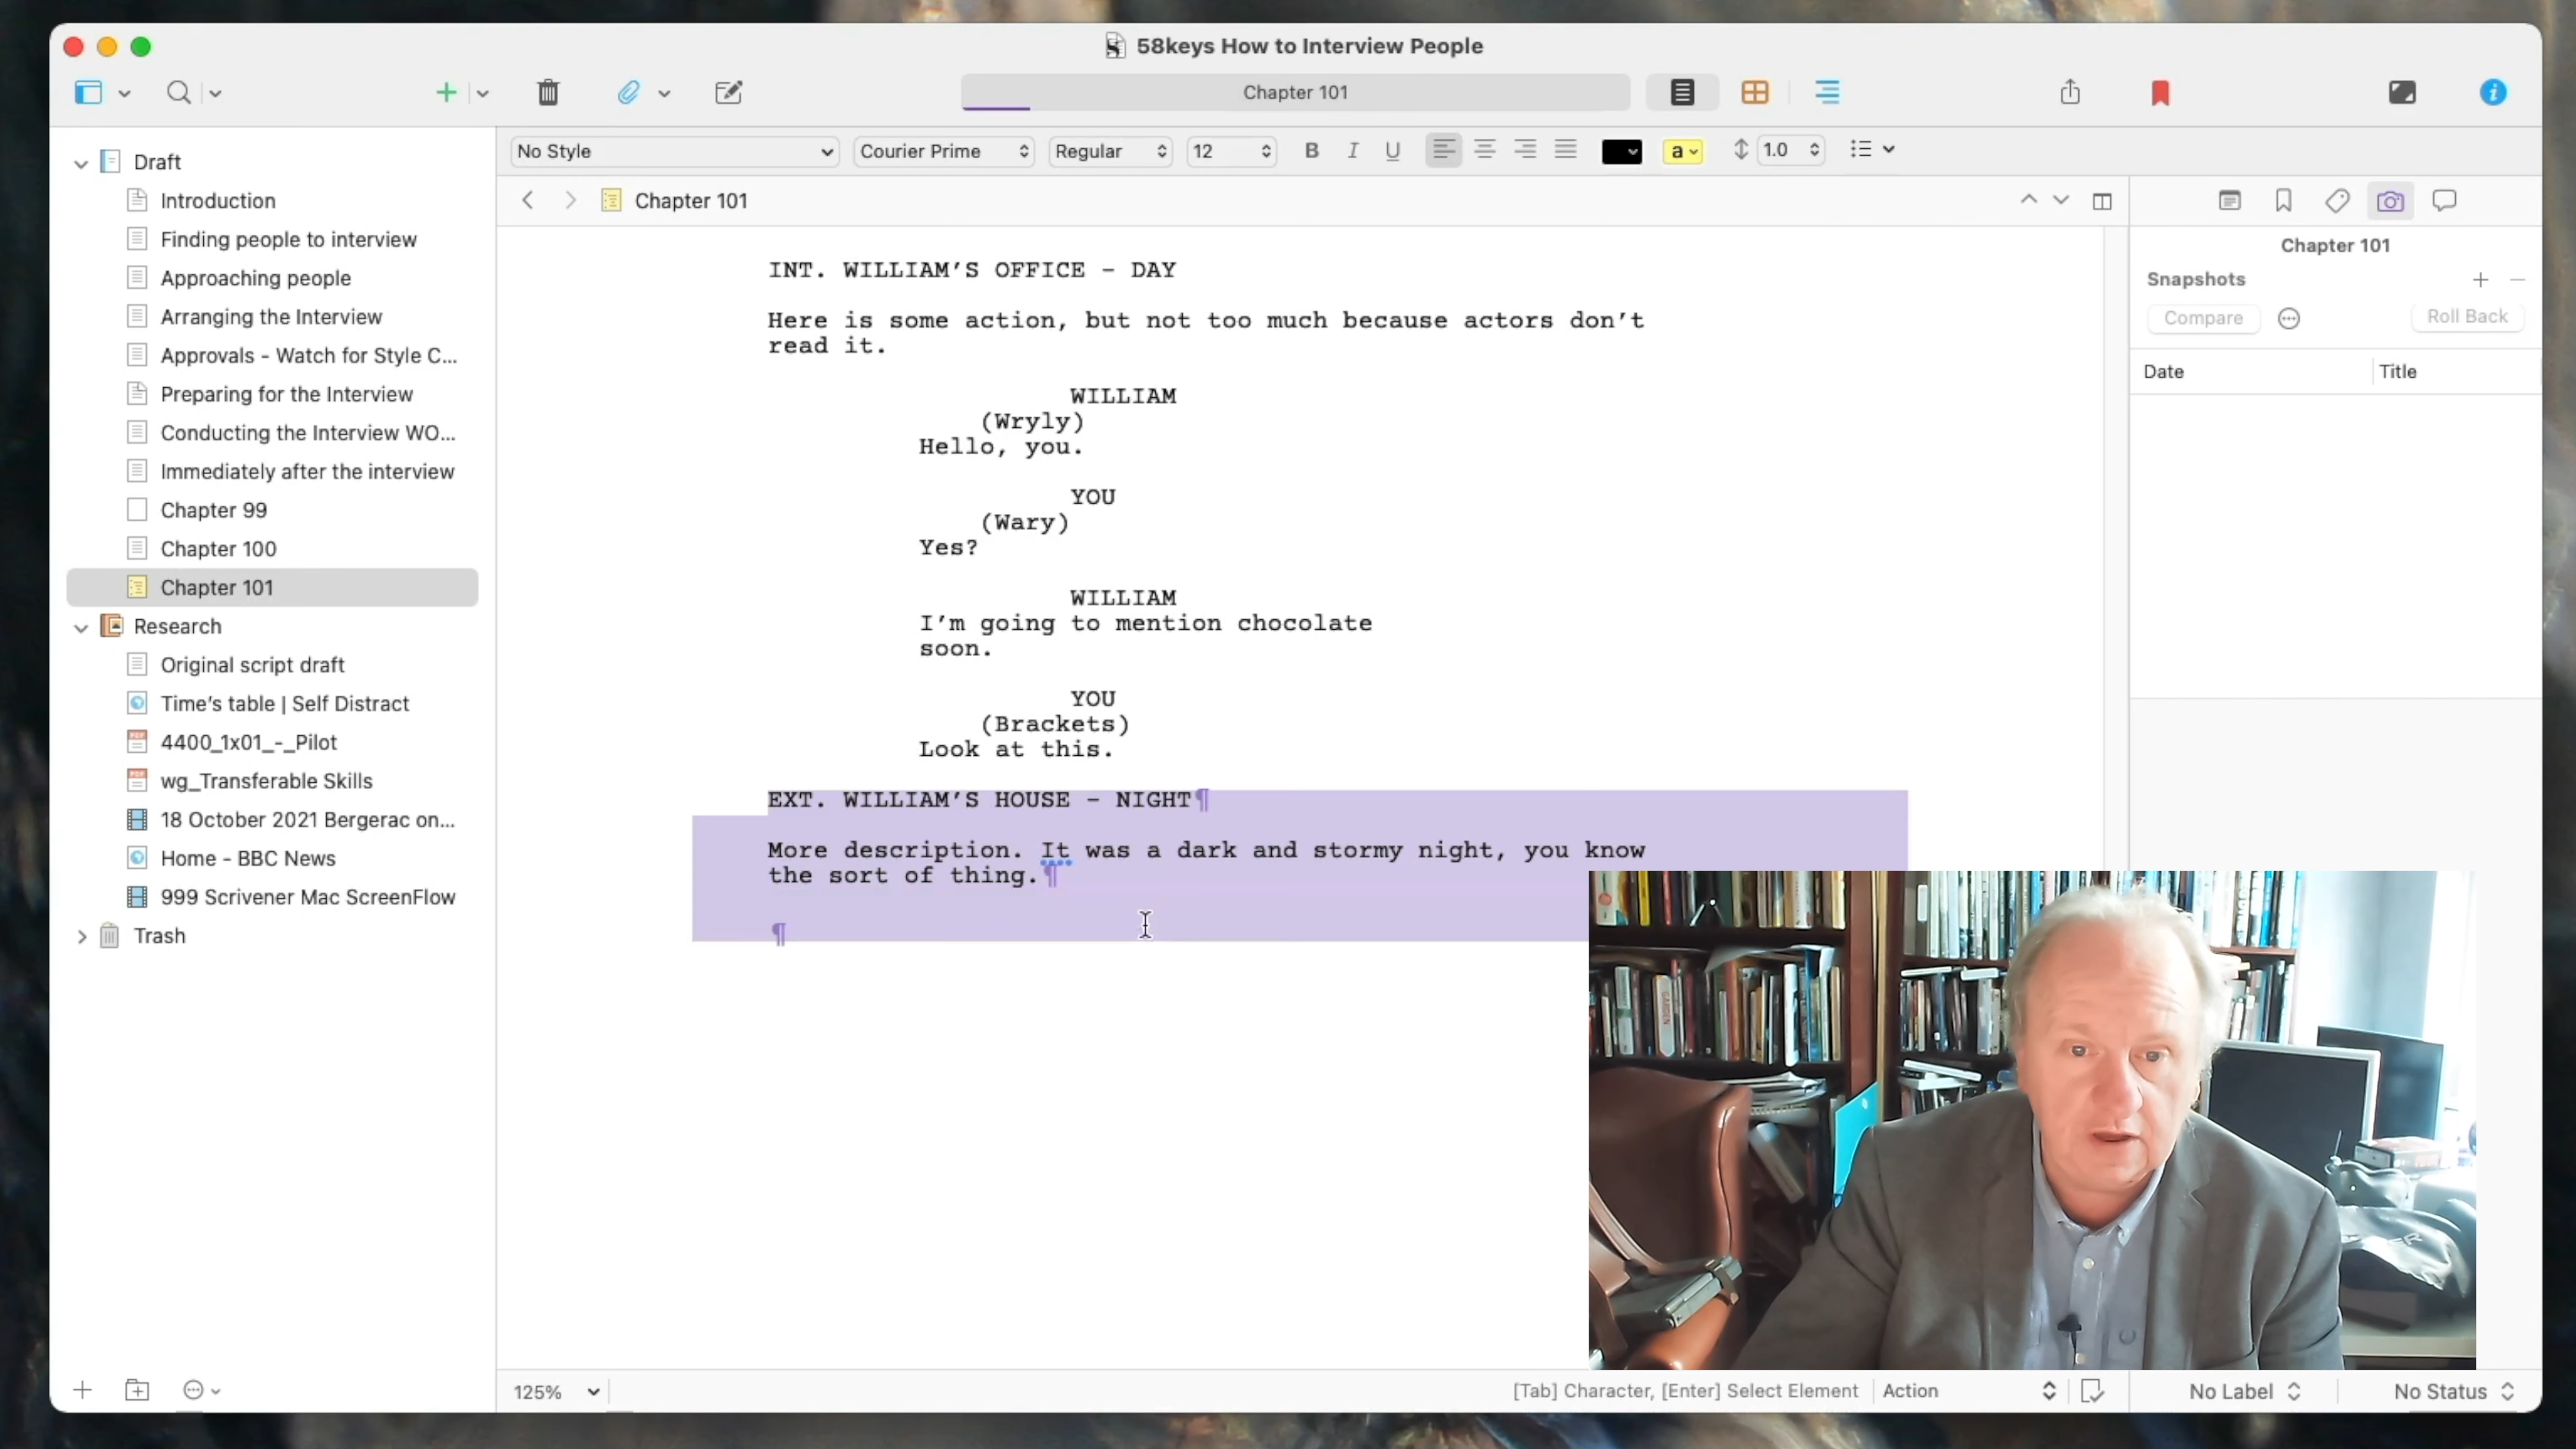 58keys How to Interview People
Chapter 101
No Style
Courier Prime
Regular
12
B
I
U
a
1.0
Draft
Introduction
Finding people to interview
Approaching people
Arranging the Interview
Approvals - Watch for Style C...
Preparing for the Interview
Conducting the Interview WO...
Immediately after the interview
Chapter 99
Chapter 100
Chapter 101
Research
Original script draft
Time's table | Self Distract
4400_1x01_-_Pilot
wg_Transferable Skills
18 October 2021 Bergerac on...
Home - BBC News
999 Scrivener Mac ScreenFlow
Trash
Chapter 101
INT. WILLIAM’S OFFICE – DAY
Here is some action, but not too much because actors don’t
read it.
WILLIAM
(Wryly)
Hello, you.
YOU
(Wary)
Yes?
WILLIAM
I’m going to mention chocolate
soon.
YOU
(Brackets)
Look at this.
EXT. WILLIAM’S HOUSE – NIGHT¶
More description. It was a dark and stormy night, you know
the sort of thing.¶
¶
Chapter 101
Snapshots
Compare
Roll Back
Date
Title
125%
[Tab] Character, [Enter] Select Element
Action
No Label
No Status